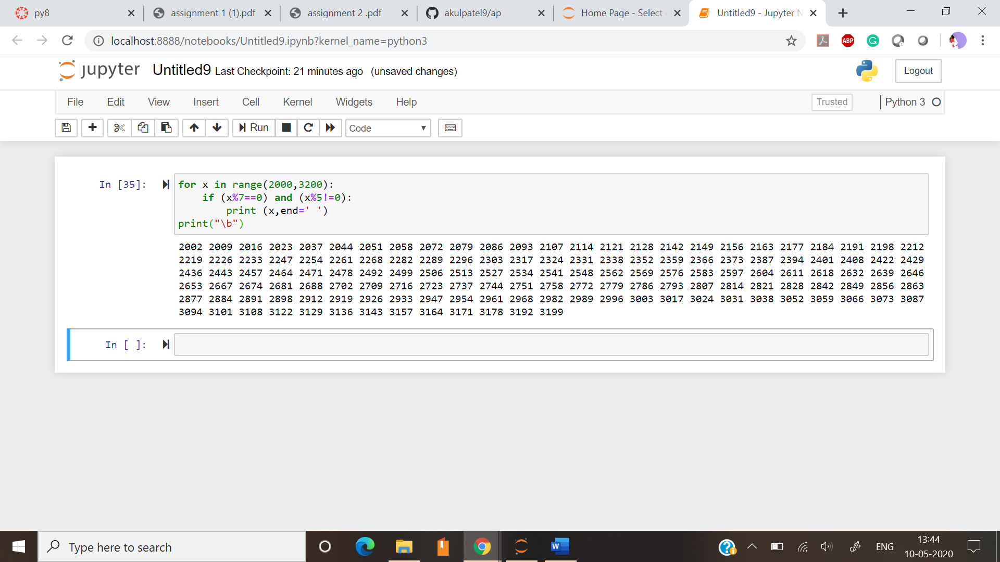 py8
assignment 1 (1).pdf
assignment 2 .pdf
akulpatel9/ap
Home Page - Select
Untitled9 - Jupyter N
localhost:8888/notebooks/Untitled9.ipynb?kernel_name=python3
ABP
jupyter Untitled9 Last Checkpoint: 21 minutes ago (unsaved changes)
Logout
File Edit View Insert Cell Kernel Widgets Help
Trusted
Python 3
Run
Code
In [35]:
for x in range(2000,3200):
    if (x%7==0) and (x%5!=0):
        print (x,end=' ')
print("\b")
2002 2009 2016 2023 2037 2044 2051 2058 2072 2079 2086 2093 2107 2114 2121 2128 2142 2149 2156 2163 2177 2184 2191 2198 2212
2219 2226 2233 2247 2254 2261 2268 2282 2289 2296 2303 2317 2324 2331 2338 2352 2359 2366 2373 2387 2394 2401 2408 2422 2429
2436 2443 2457 2464 2471 2478 2492 2499 2506 2513 2527 2534 2541 2548 2562 2569 2576 2583 2597 2604 2611 2618 2632 2639 2646
2653 2667 2674 2681 2688 2702 2709 2716 2723 2737 2744 2751 2758 2772 2779 2786 2793 2807 2814 2821 2828 2842 2849 2856 2863
2877 2884 2891 2898 2912 2919 2926 2933 2947 2954 2961 2968 2982 2989 2996 3003 3017 3024 3031 3038 3052 3059 3066 3073 3087
3094 3101 3108 3122 3129 3136 3143 3157 3164 3171 3178 3192 3199
In [ ]:
Type here to search
W
ENG
13:44
10-05-2020